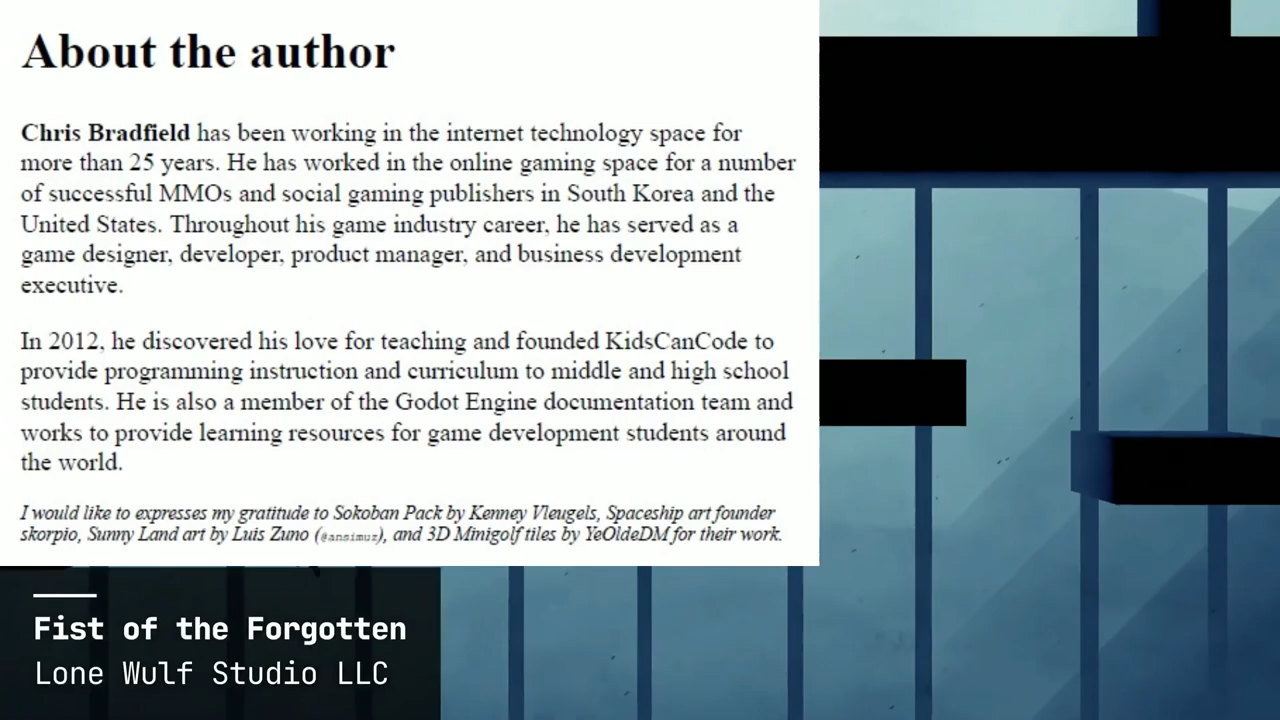 About the author
Chris Bradfield has been working in the internet technology space for
more than 25 years. He has worked in the online gaming space for a number
of successful MMOs and social gaming publishers in South Korea and the
United States. Throughout his game industry career, he has served as a
game designer, developer, product manager, and business development
executive.
In 2012, he discovered his love for teaching and founded KidsCanCode to
provide programming instruction and curriculum to middle and high school
students. He is also a member of the Godot Engine documentation team and
works to provide learning resources for game development students around
the world.
I would like to expresses my gratitude to Sokoban Pack by Kenney Vleugels, Spaceship art founder
skorpio, Sunny Land art by Luis Zuno (@ansimuz), and 3D Minigolf tiles by YeOldeDM for their work.
Fist of the Forgotten
Lone Wulf Studio LLC